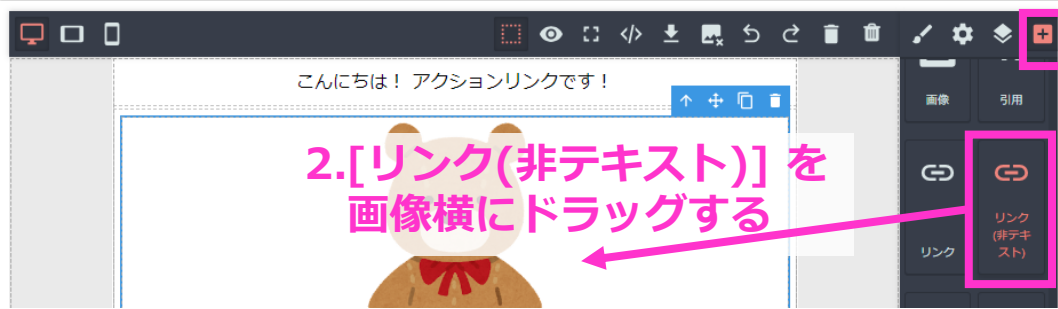 こんにちは！ アクションリンクです！
画像
引用
2.[リンク(非テキスト)] を
画像横にドラッグする
リンク
リンク
(非テキ
スト)